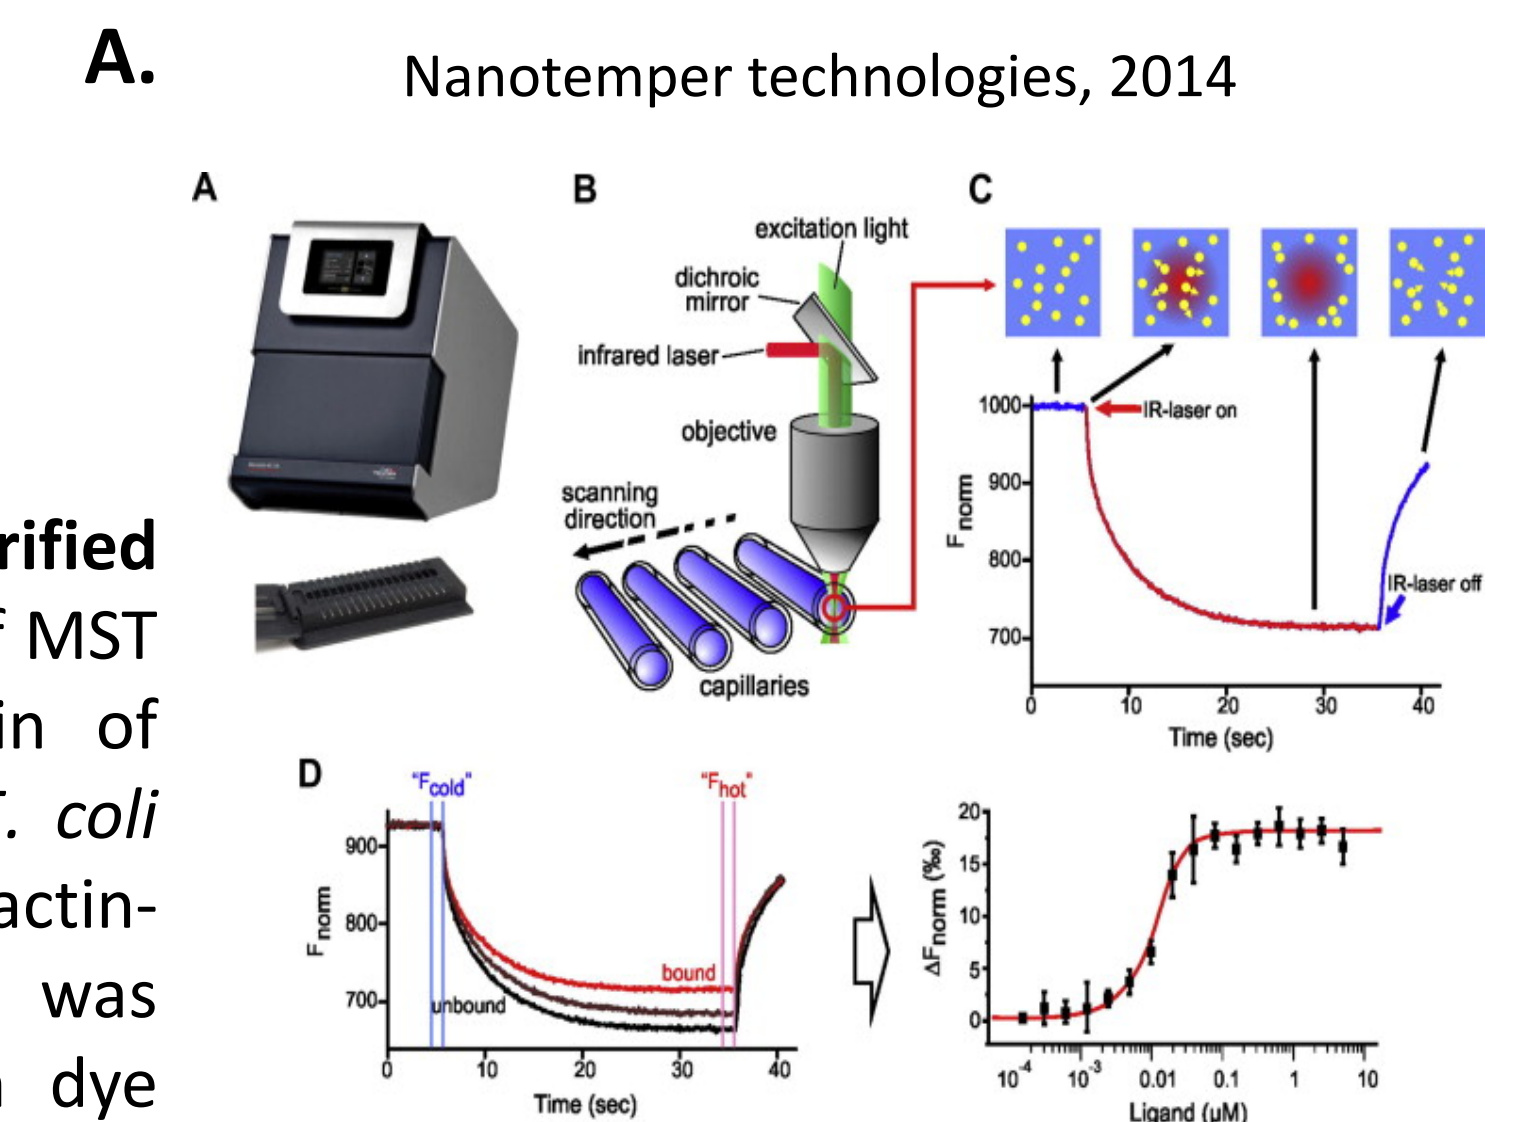 A.
Nanotemper technologies, 2014
A
B
C
excitation light
dichroic
mirror
infrared laser
objective
scanning
direction
capillaries
1000
900
800
700
Fnorm
IR-laser on
IR-laser off
0 10 20 30 40
Time (sec)
rified
MST
in of
coli
actin-
was
dye
D
"Fcold"
"Fhot"
900
800
700
Fnorm
bound
unbound
0 10 20 30 40
Time (sec)
20
15
10
5
0
ΔFnorm (‰)
10-4 10-3 0.01 0.1 1 10
Ligand (µM)